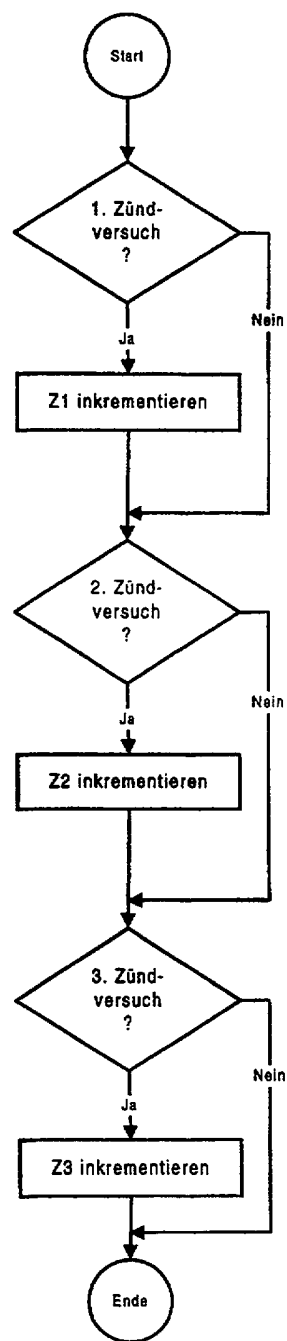 Start
1. Zünd-
versuch
?
Nein
Ja
Z1 inkrementieren
2. Zünd-
versuch
?
Nein
Ja
Z2 inkrementieren
3. Zünd-
versuch
?
Nein
Ja
Z3 inkrementieren
Ende